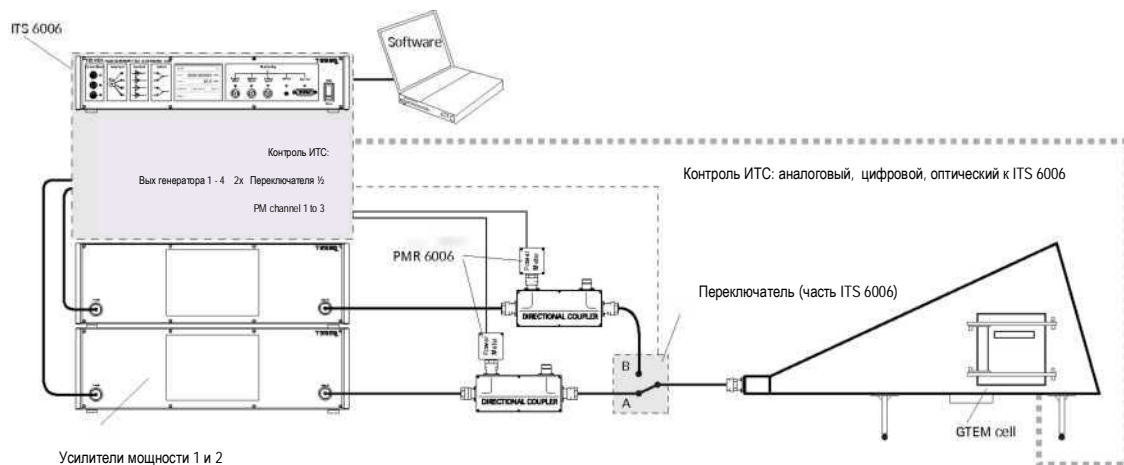 ITS 6006
Software
Контроль ИТС:
Вых генератора 1 - 4 2x Переключателя ½
PM channel 1 to 3
Контроль ИТС: аналоговый, цифровой, оптический к ITS 6006
PMR 6006
Power Meter
DIRECTIONAL COUPLER
Переключатель (часть ITS 6006)
Power Meter
DIRECTIONAL COUPLER
B
A
GTEM cell
Усилители мощности 1 и 2